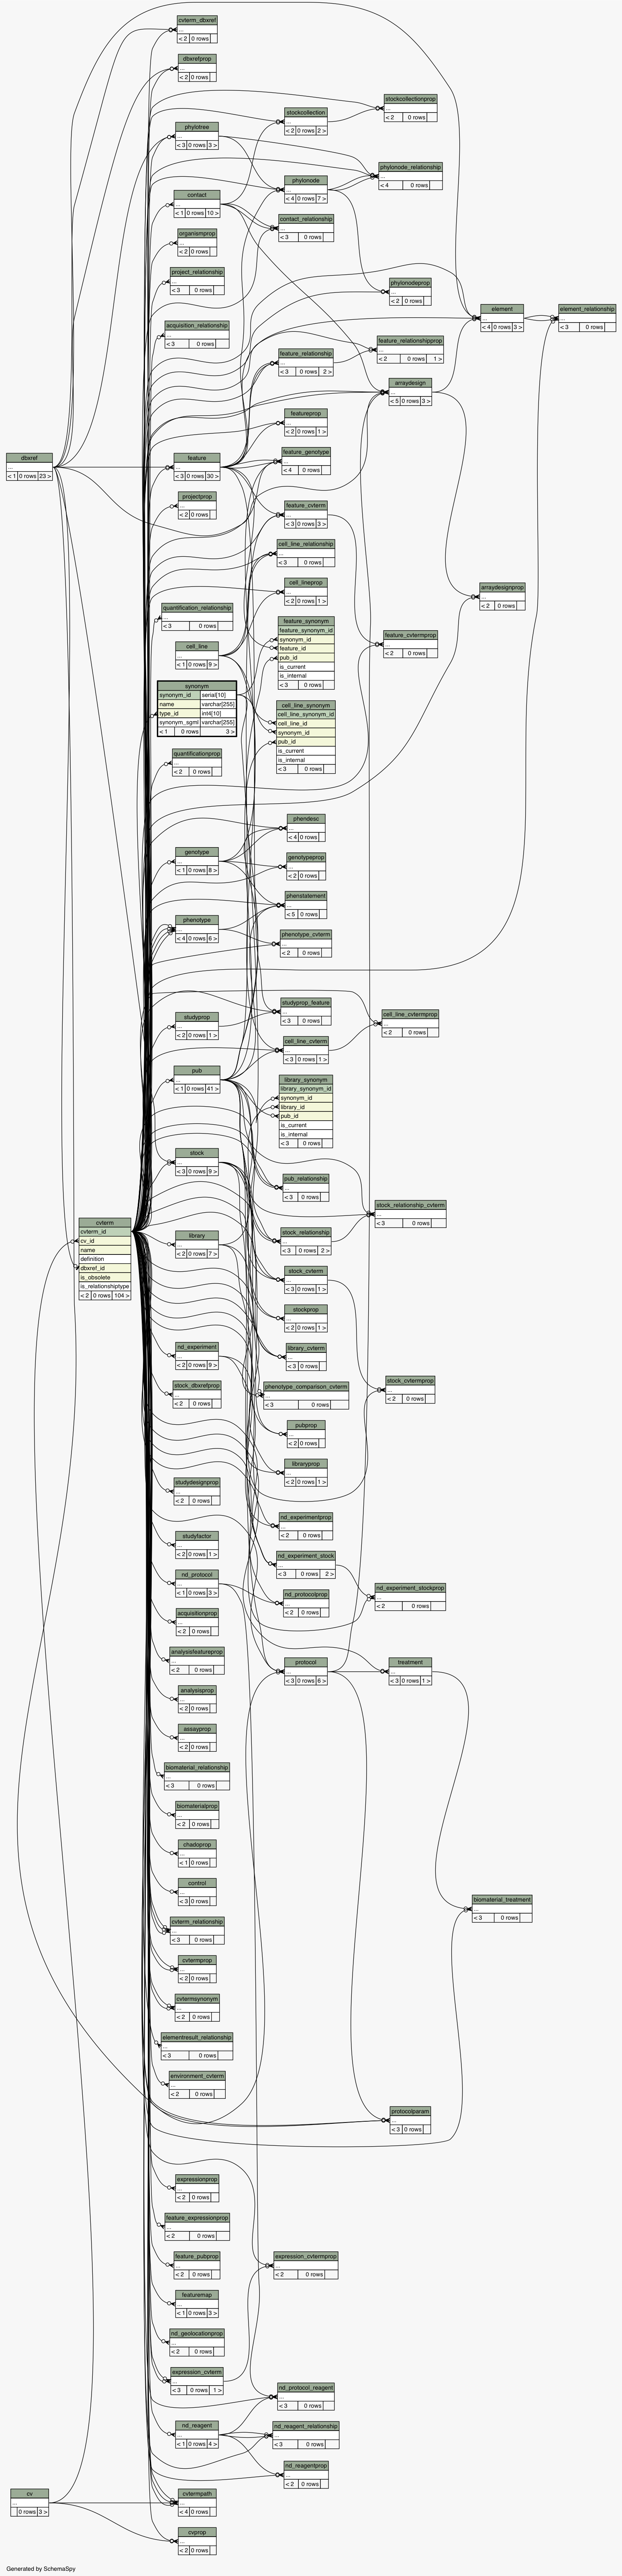 cvterm_dbxref
...
< 2 0 rows
dbxrefprop
...
< 2 0 rows
stockcollectionprop
...
< 2 0 rows
stockcollection
...
< 2 0 rows 2 >
phylotree
...
< 3 0 rows 3 >
phylonode_relationship
...
< 4 0 rows
phylonode
...
< 4 0 rows 7 >
contact
...
< 1 0 rows 10 >
contact_relationship
...
< 3 0 rows
organismprop
...
< 2 0 rows
project_relationship
...
< 3 0 rows
phylonodeprop
...
< 2 0 rows
element
...
< 4 0 rows 3 >
element_relationship
...
< 3 0 rows
acquisition_relationship
...
< 3 0 rows
feature_relationshipprop
...
< 2 0 rows 1 >
feature_relationship
...
< 3 0 rows 2 >
arraydesign
...
< 5 0 rows 3 >
featureprop
...
< 2 0 rows 1 >
dbxref
...
< 1 0 rows 23 >
feature
...
< 3 0 rows 30 >
feature_genotype
...
< 4 0 rows
projectprop
...
< 2 0 rows
feature_cvterm
...
< 3 0 rows 3 >
cell_line_relationship
...
< 3 0 rows
cell_lineprop
...
< 2 0 rows 1 >
arraydesignprop
...
< 2 0 rows
quantification_relationship
...
< 3 0 rows
feature_synonym
feature_synonym_id
synonym_id
feature_id
pub_id
is_current
is_internal
< 3 0 rows
feature_cvtermprop
...
< 2 0 rows
cell_line
...
< 1 0 rows 9 >
synonym
synonym_id serial[10]
name varchar[255]
type_id int4[10]
synonym_sgml varchar[255]
< 1 0 rows 3 >
cell_line_synonym
cell_line_synonym_id
cell_line_id
synonym_id
pub_id
is_current
is_internal
< 3 0 rows
quantificationprop
...
< 2 0 rows
phendesc
...
< 4 0 rows
genotype
...
< 1 0 rows 8 >
genotypeprop
...
< 2 0 rows
phenstatement
...
< 5 0 rows
phenotype
...
< 4 0 rows 6 >
phenotype_cvterm
...
< 2 0 rows
studyprop_feature
...
< 3 0 rows
studyprop
...
< 2 0 rows 1 >
cell_line_cvtermprop
...
< 2 0 rows
cell_line_cvterm
...
< 3 0 rows 1 >
pub
...
< 1 0 rows 41 >
library_synonym
library_synonym_id
synonym_id
library_id
pub_id
is_current
is_internal
< 3 0 rows
stock
...
< 3 0 rows 9 >
pub_relationship
...
< 3 0 rows
stock_relationship_cvterm
...
< 3 0 rows
cvterm
cvterm_id
cv_id
name
definition
dbxref_id
is_obsolete
is_relationshiptype
< 2 0 rows 104 >
library
...
< 2 0 rows 7 >
stock_relationship
...
< 3 0 rows 2 >
stock_cvterm
...
< 3 0 rows 1 >
stockprop
...
< 2 0 rows 1 >
nd_experiment
...
< 2 0 rows 9 >
library_cvterm
...
< 3 0 rows
stock_dbxrefprop
...
< 2 0 rows
phenotype_comparison_cvterm
...
< 3 0 rows
stock_cvtermprop
...
< 2 0 rows
pubprop
...
< 2 0 rows
libraryprop
...
< 2 0 rows 1 >
studydesignprop
...
< 2 0 rows
nd_experimentprop
...
< 2 0 rows
studyfactor
...
< 2 0 rows 1 >
nd_experiment_stock
...
< 3 0 rows 2 >
nd_protocol
...
< 1 0 rows 3 >
nd_protocolprop
...
< 2 0 rows
nd_experiment_stockprop
...
< 2 0 rows
acquisitionprop
...
< 2 0 rows
analysisfeatureprop
...
< 2 0 rows
protocol
...
< 3 0 rows 6 >
treatment
...
< 3 0 rows 1 >
analysisprop
...
< 2 0 rows
assayprop
...
< 2 0 rows
biomaterial_relationship
...
< 3 0 rows
biomaterialprop
...
< 2 0 rows
chadoprop
...
< 1 0 rows
control
...
< 3 0 rows
biomaterial_treatment
...
< 3 0 rows
cvterm_relationship
...
< 3 0 rows
cvtermprop
...
< 2 0 rows
cvtermsynonym
...
< 2 0 rows
elementresult_relationship
...
< 3 0 rows
environment_cvterm
...
< 2 0 rows
protocolparam
...
< 3 0 rows
expressionprop
...
< 2 0 rows
feature_expressionprop
...
< 2 0 rows
feature_pubprop
...
< 2 0 rows
expression_cvtermprop
...
< 2 0 rows
featuremap
...
< 1 0 rows 3 >
nd_geolocationprop
...
< 2 0 rows
expression_cvterm
...
< 3 0 rows 1 >
nd_protocol_reagent
...
< 3 0 rows
nd_reagent
...
< 1 0 rows 4 >
nd_reagent_relationship
...
< 3 0 rows
nd_reagentprop
...
< 2 0 rows
cv
...
0 rows 3 >
cvtermpath
...
< 4 0 rows
cvprop
...
< 2 0 rows
Generated by SchemaSpy